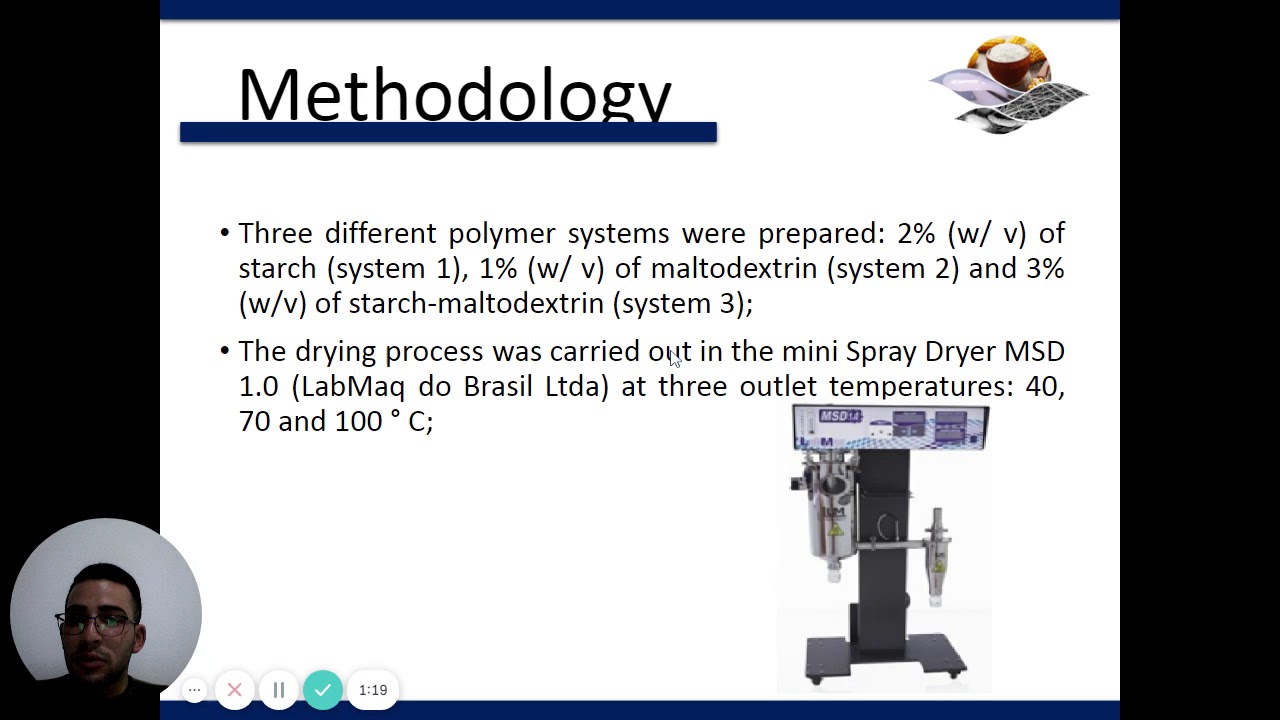 Methodology
• Three different polymer systems were prepared: 2% (w/ v) of
starch (system 1), 1% (w/ v) of maltodextrin (system 2) and 3%
(w/v) of starch-maltodextrin (system 3);
• The drying process was carried out in the mini Spray Dryer MSD
1.0 (LabMaq do Brasil Ltda) at three outlet temperatures: 40,
70 and 100 ° C;
MSD 1.0
LM
1:19